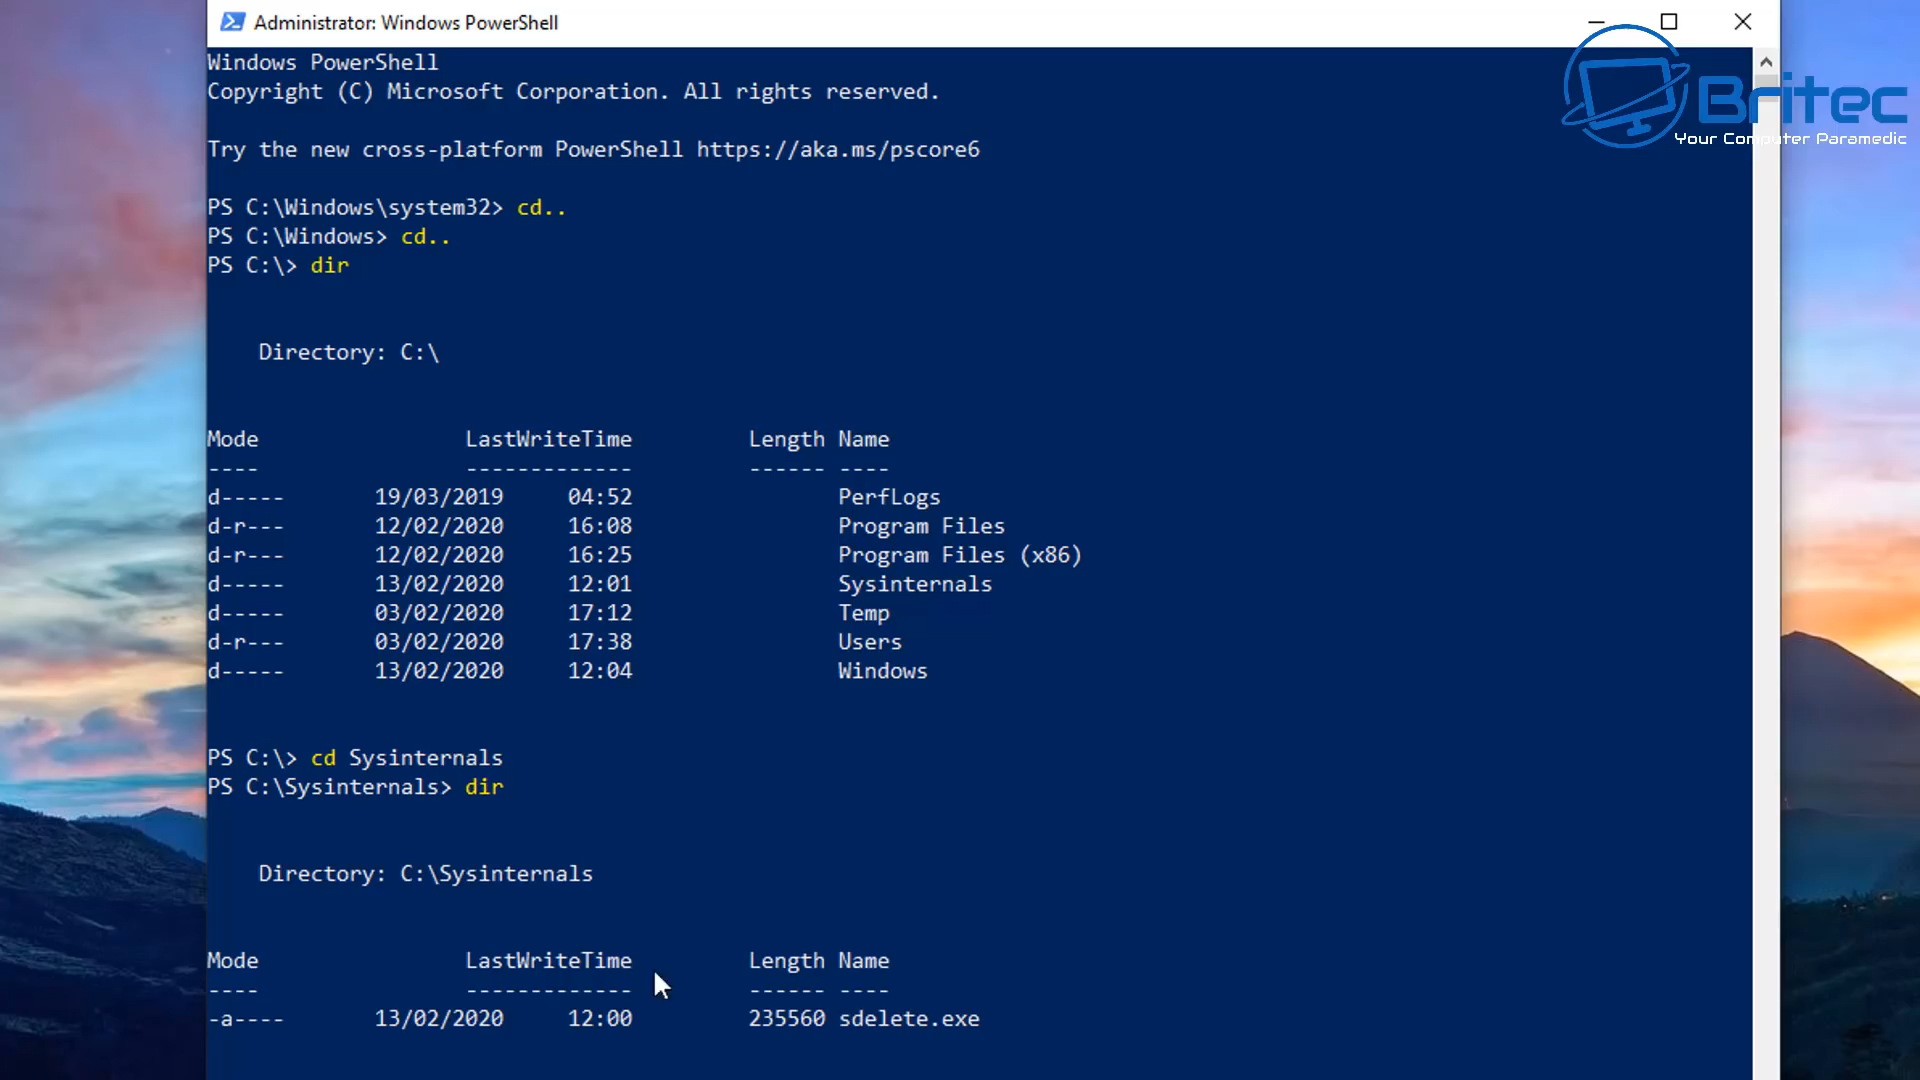 Administrator: Windows PowerShell
Windows PowerShell
Copyright (C) Microsoft Corporation. All rights reserved.
Try the new cross-platform PowerShell https://aka.ms/pscore6
PS C:\Windows\system32> cd..
PS C:\Windows> cd..
PS C:\> dir
Directory: C:\
Mode LastWriteTime Length Name
---- ------------- ------ ----
d----- 19/03/2019 04:52 PerfLogs
d-r--- 12/02/2020 16:08 Program Files
d-r--- 12/02/2020 16:25 Program Files (x86)
d----- 13/02/2020 12:01 Sysinternals
d----- 03/02/2020 17:12 Temp
d-r--- 03/02/2020 17:38 Users
d----- 13/02/2020 12:04 Windows
PS C:\> cd Sysinternals
PS C:\Sysinternals> dir
Directory: C:\Sysinternals
Mode LastWriteTime Length Name
---- ------------- ------ ----
-a---- 13/02/2020 12:00 235560 sdelete.exe
Britec
Your Computer Paramedic